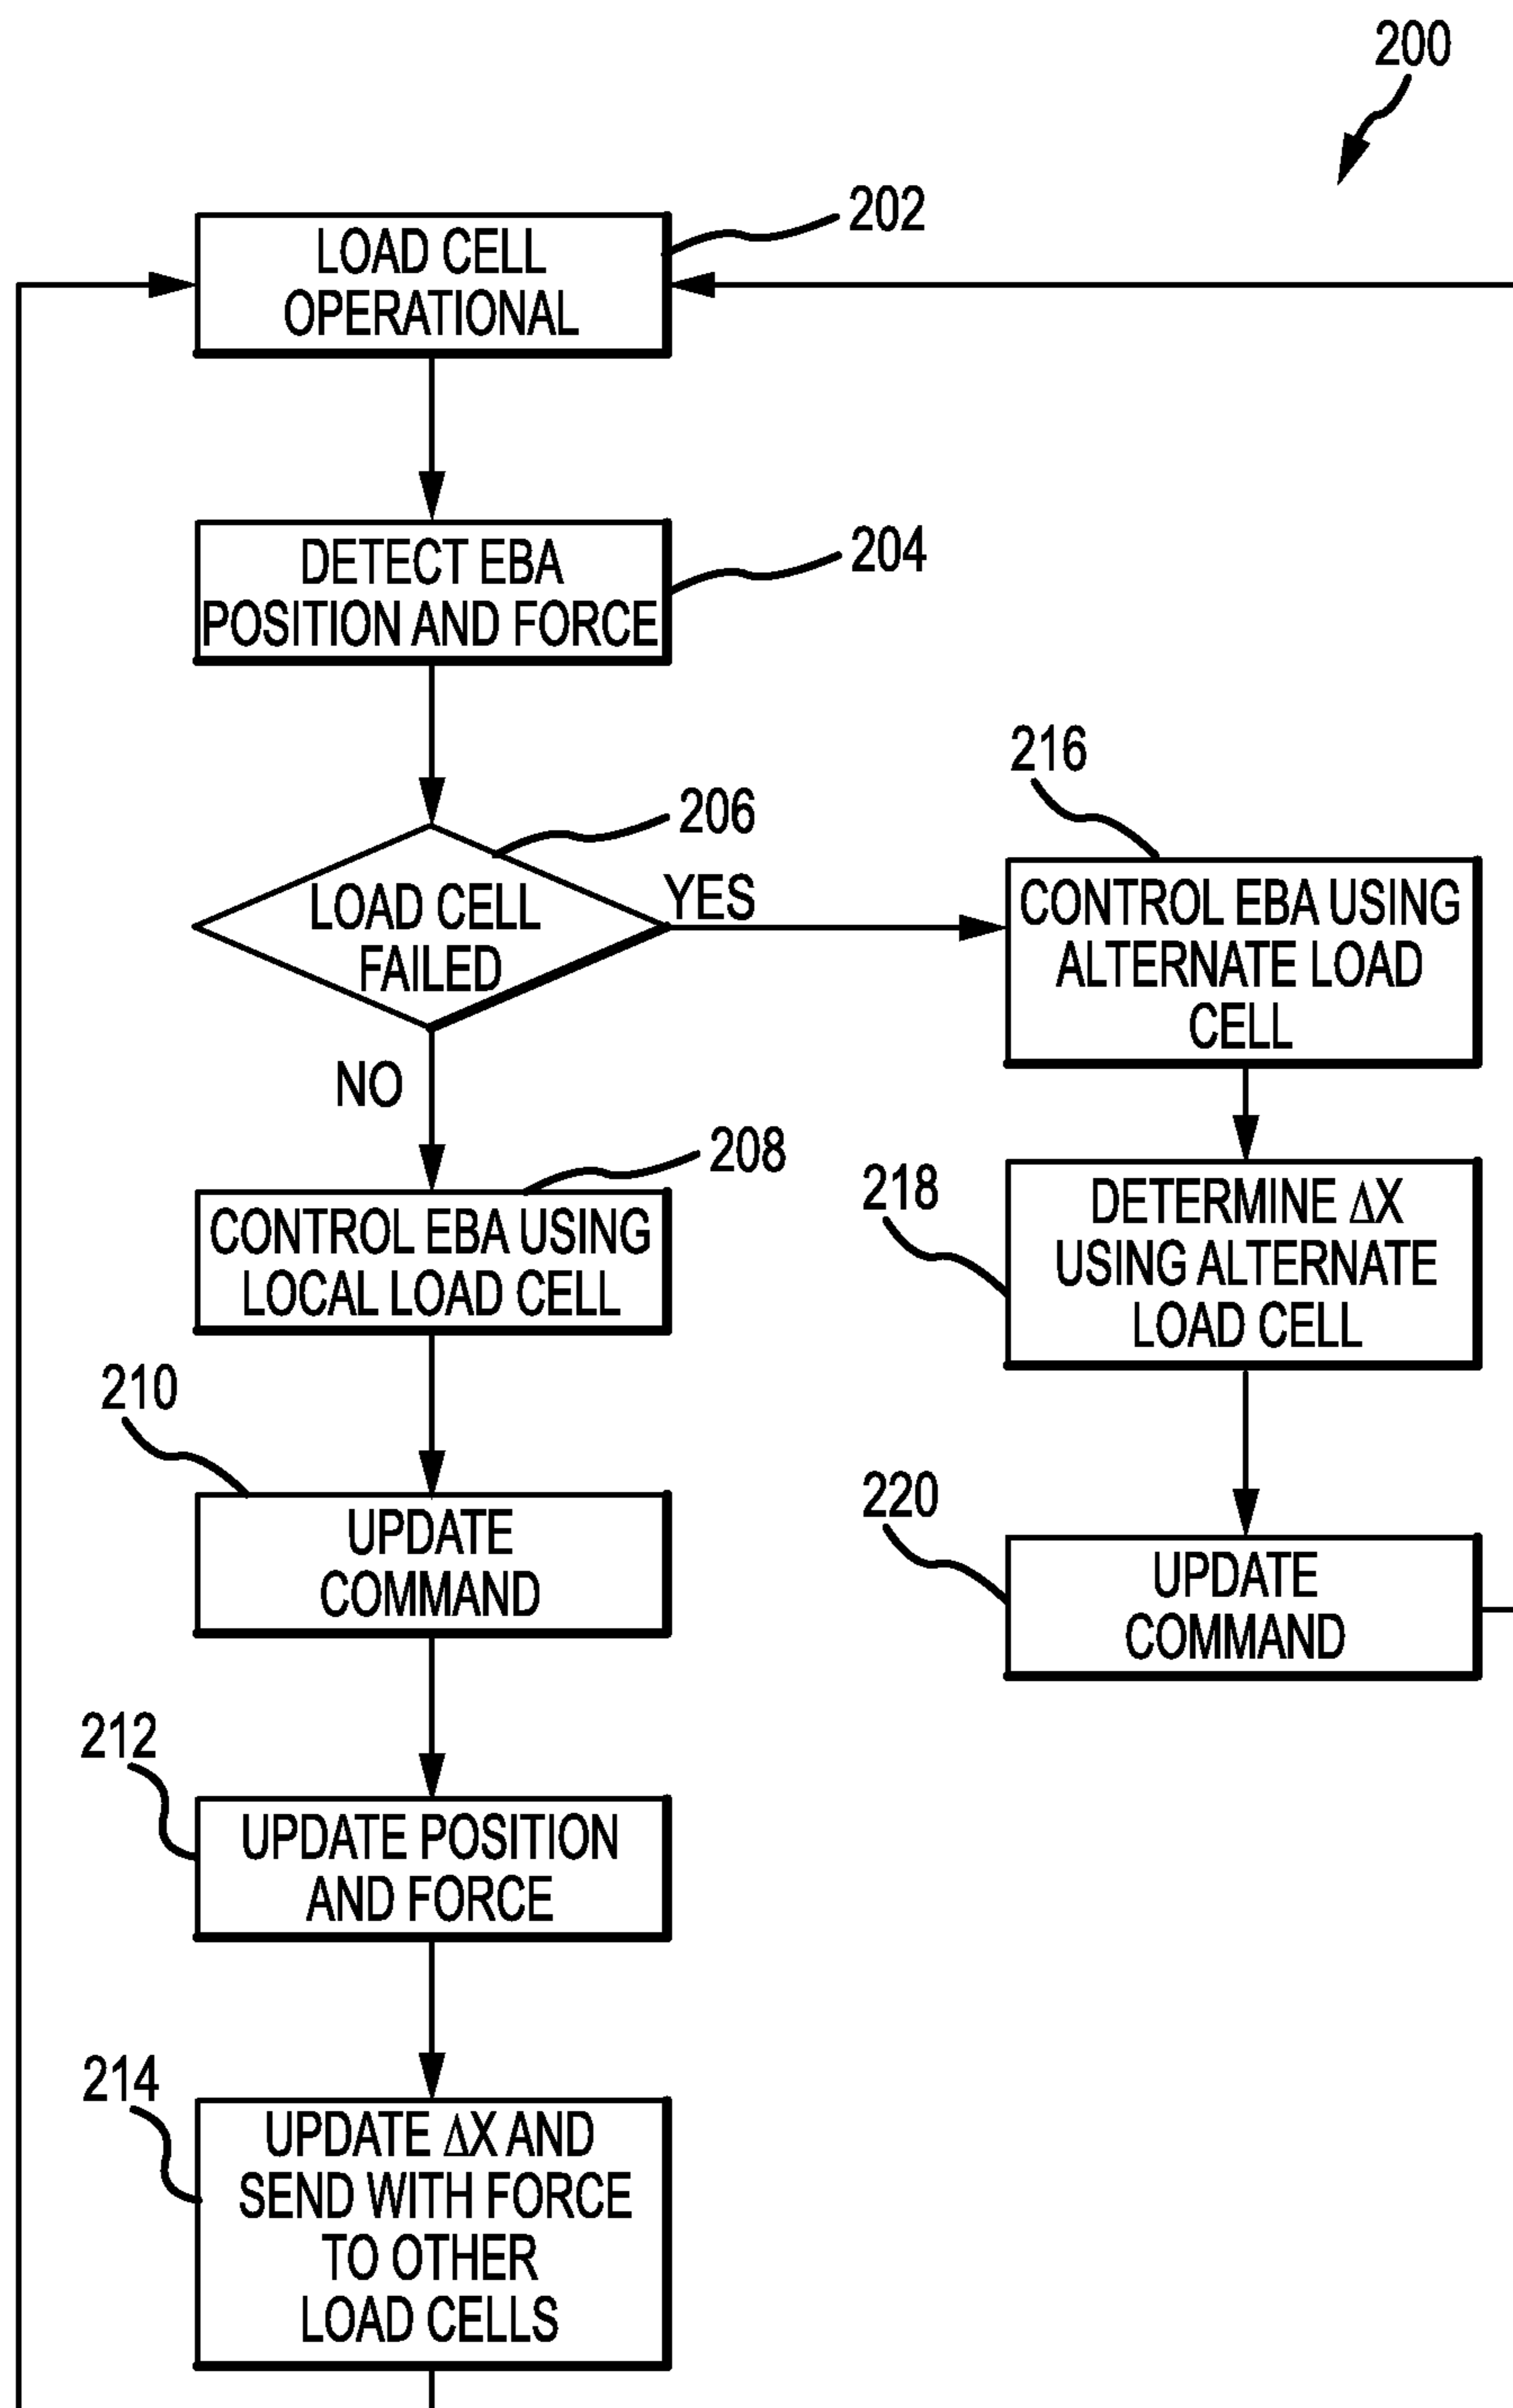 200
202
LOAD CELL
OPERATIONAL
204
DETECT EBA
POSITION AND FORCE
206
LOAD CELL
FAILED
YES
NO
216
CONTROL EBA USING
ALTERNATE LOAD
CELL
208
CONTROL EBA USING
LOCAL LOAD CELL
218
DETERMINE ΔX
USING ALTERNATE
LOAD CELL
210
UPDATE
COMMAND
220
UPDATE
COMMAND
212
UPDATE POSITION
AND FORCE
214
UPDATE ΔX AND
SEND WITH FORCE
TO OTHER
LOAD CELLS